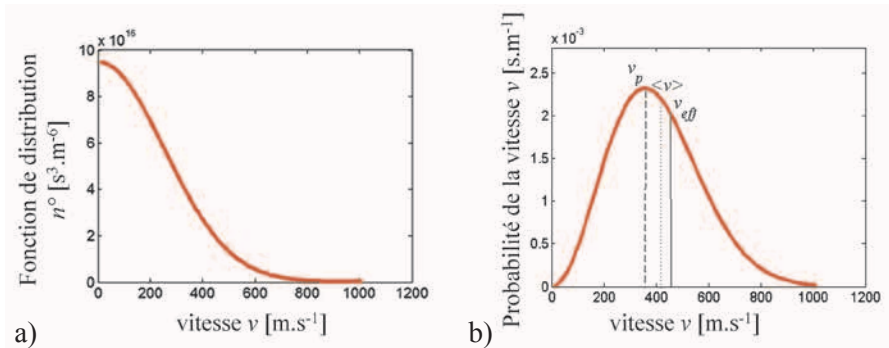 Fonction de distribution
n° [s³.m⁻⁶]
x 10¹⁶
10
8
6
4
2
0
0 200 400 600 800 1000 1200
vitesse v [m.s⁻¹]
a)
Probabilité de la vitesse v [s.m⁻¹]
x 10⁻³
2.5
2
1.5
1
0.5
0
v_p <v>
v_eff
0 200 400 600 800 1000 1200
vitesse v [m.s⁻¹]
b)